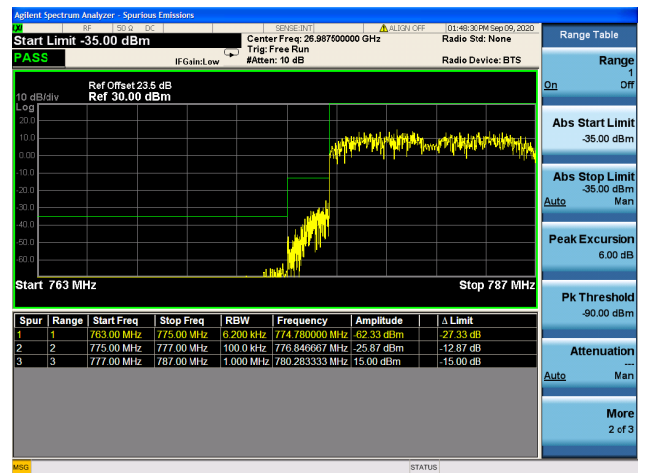 Agilent Spectrum Analyzer - Spurious Emissions
RF 50 Ω DC SENSE:INT ALIGN OFF 01:48:30 PM Sep 09, 2020
Start Limit -35.00 dBm Center Freq: 26.987500000 GHz Radio Std: None
Trig: Free Run
PASS IFGain:Low #Atten: 10 dB Radio Device: BTS
Ref Offset 23.5 dB
10 dB/div Ref 30.00 dBm
Log
20.0
10.0
0.00
-10.0
-20.0
-30.0
-40.0
-50.0
-60.0
Start 763 MHz Stop 787 MHz
Spur Range Start Freq Stop Freq RBW Frequency Amplitude Δ Limit
1 1 763.00 MHz 775.00 MHz 6.200 kHz 774.780000 MHz -62.33 dBm -27.33 dB
2 2 775.00 MHz 777.00 MHz 100.0 kHz 776.846667 MHz -25.87 dBm -12.87 dB
3 3 777.00 MHz 787.00 MHz 1.000 MHz 780.283333 MHz 15.00 dBm -15.00 dB
MSG STATUS
Range Table
Range
1
On Off
Abs Start Limit
-35.00 dBm
Abs Stop Limit
-35.00 dBm
Auto Man
Peak Excursion
6.00 dB
Pk Threshold
-90.00 dBm
Attenuation
---
Auto Man
More
2 of 3